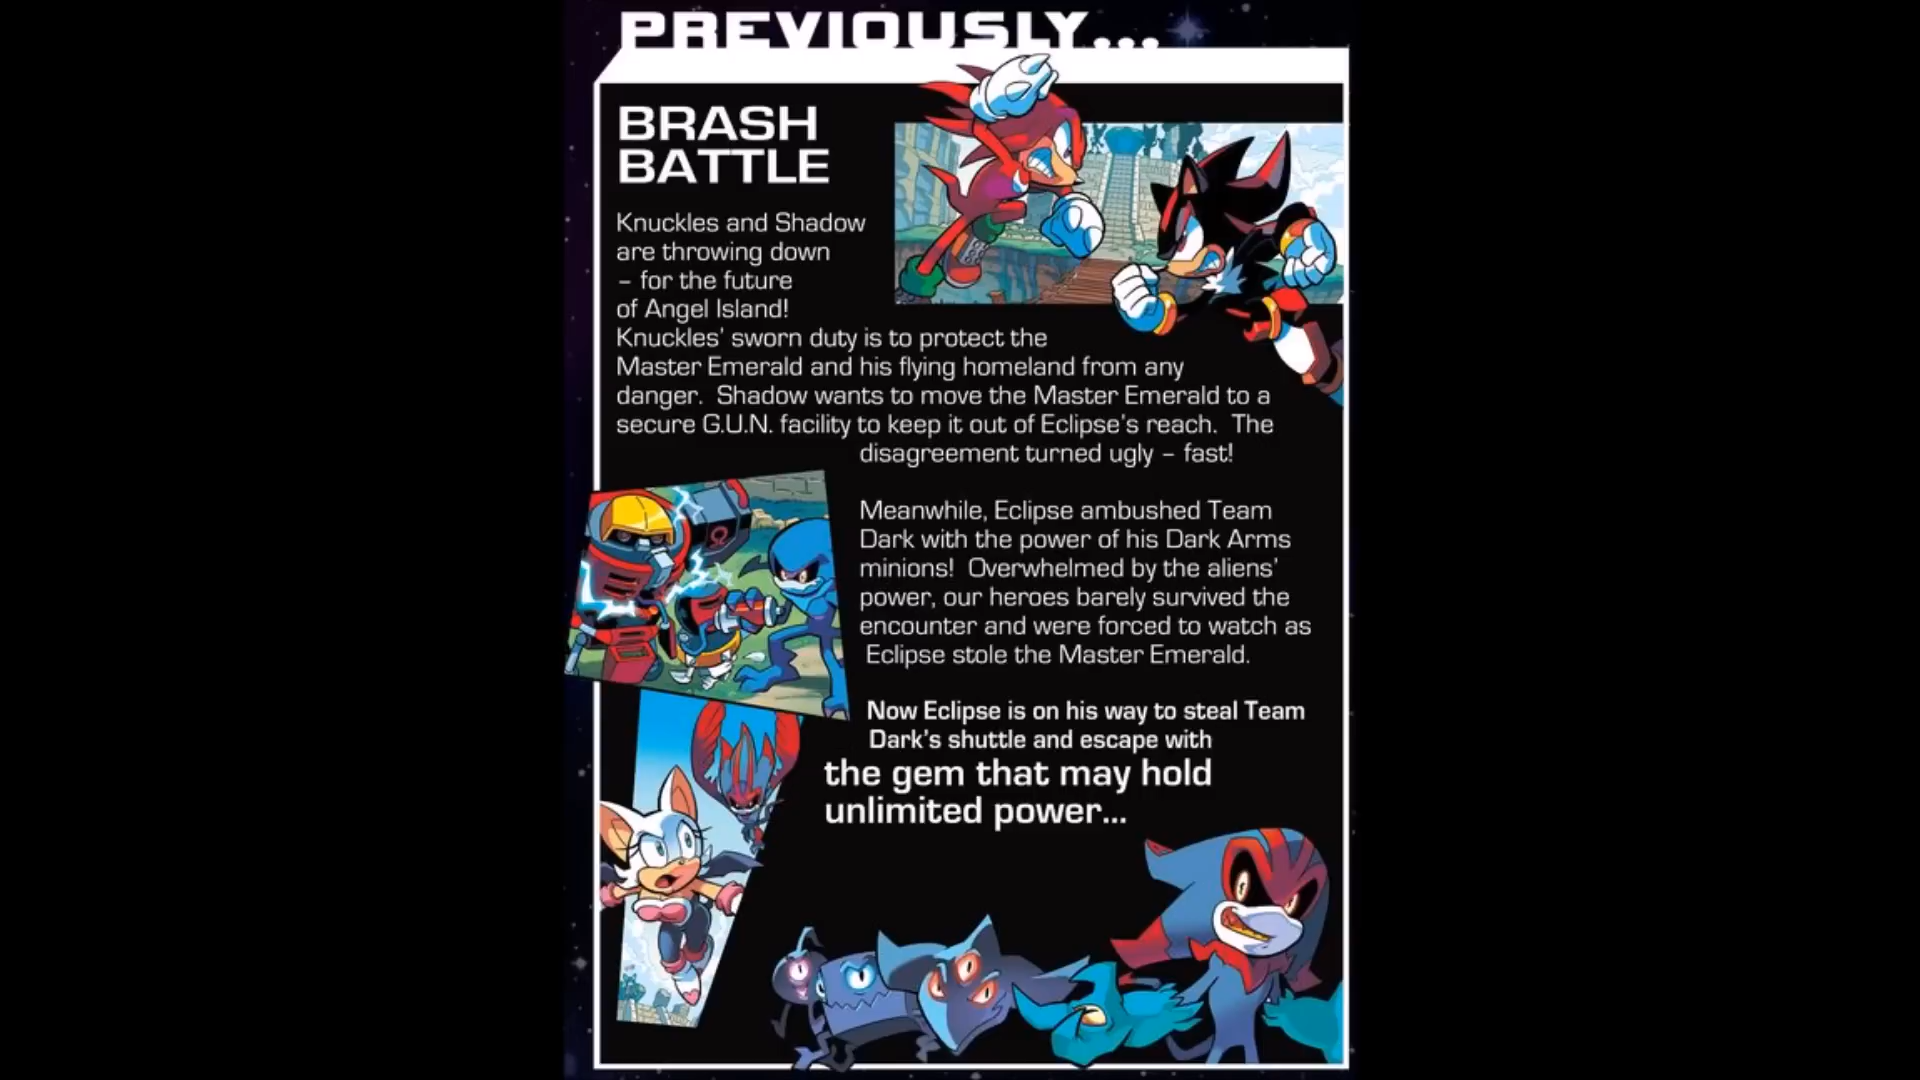 PREVIOUSLY...
BRASH
BATTLE
Knuckles and Shadow
are throwing down
– for the future
of Angel Island!
Knuckles' sworn duty is to protect the
Master Emerald and his flying homeland from any
danger.  Shadow wants to move the Master Emerald to a
secure G.U.N. facility to keep it out of Eclipse's reach.  The
disagreement turned ugly – fast!
Meanwhile, Eclipse ambushed Team
Dark with the power of his Dark Arms
minions!  Overwhelmed by the aliens'
power, our heroes barely survived the
encounter and were forced to watch as
Eclipse stole the Master Emerald.
Now Eclipse is on his way to steal Team
Dark's shuttle and escape with
the gem that may hold
unlimited power...